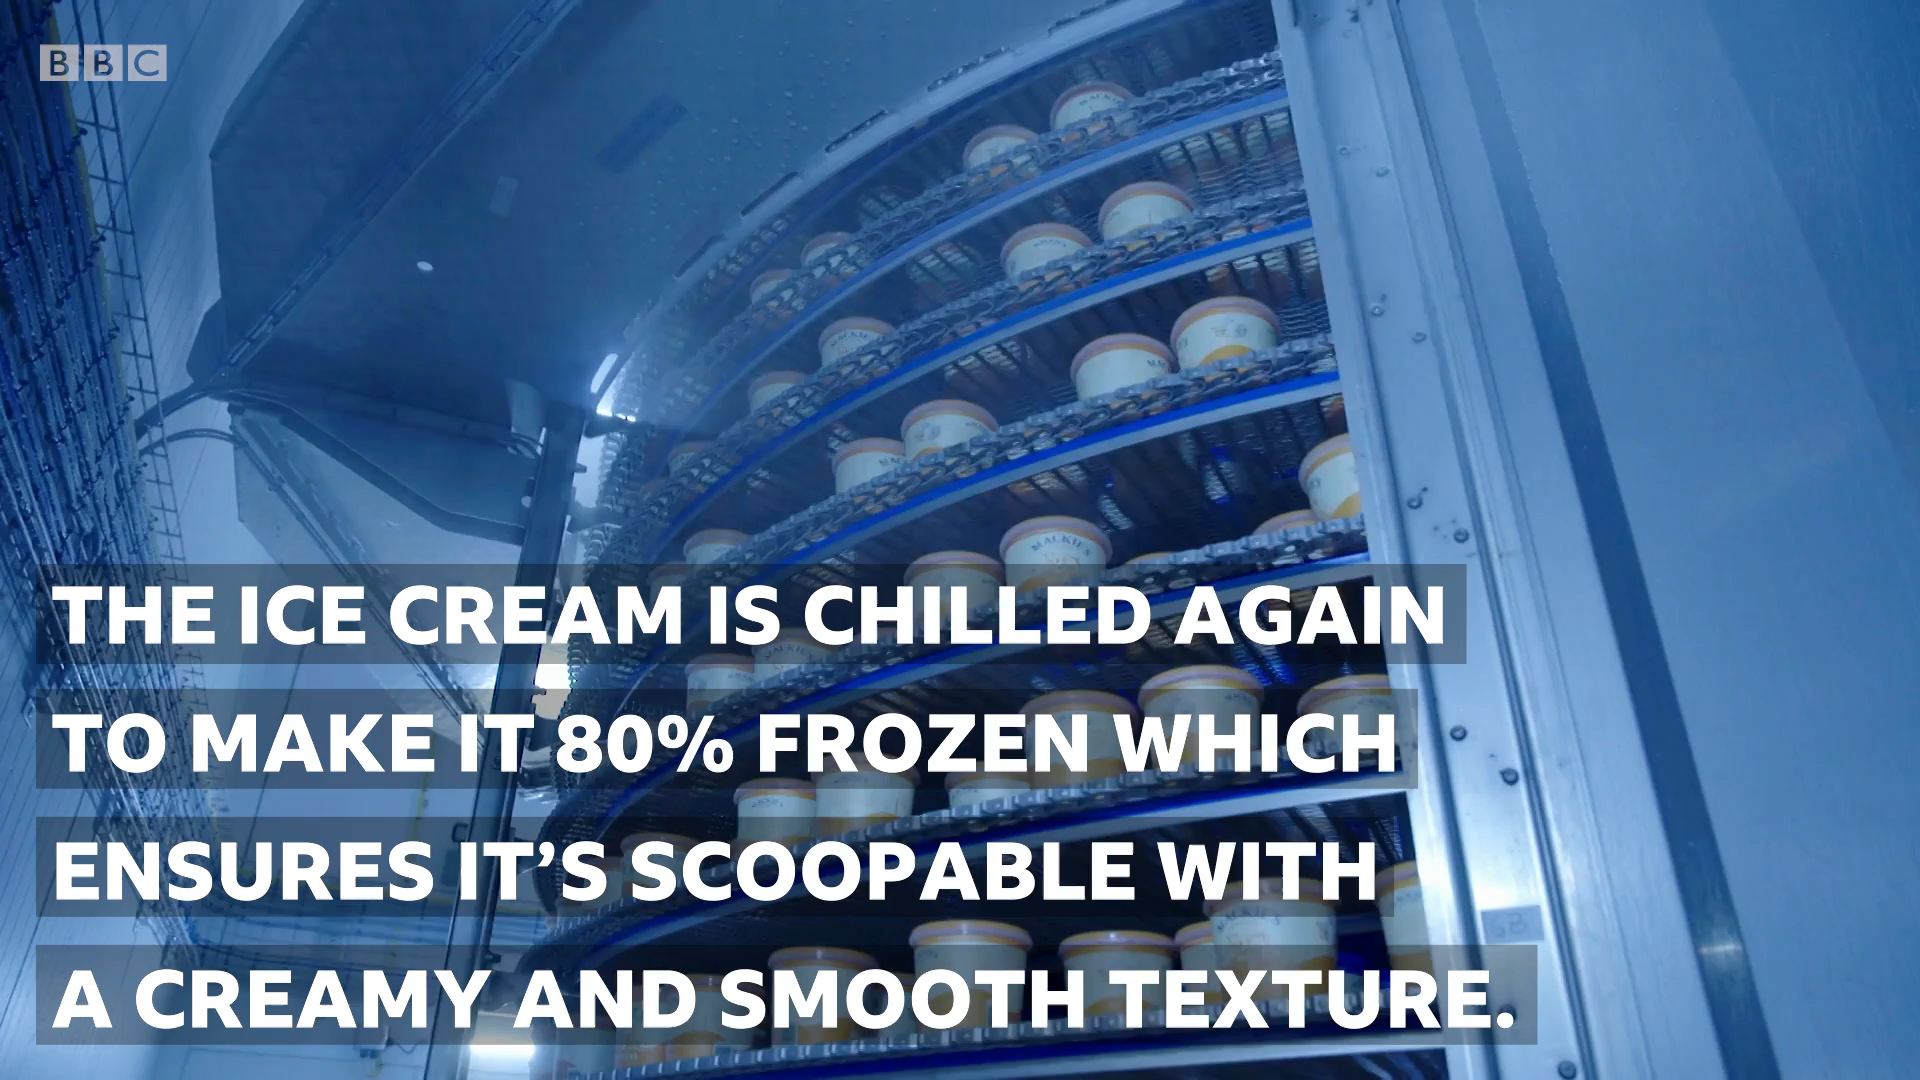 BBC
MACKIE'S
THE ICE CREAM IS CHILLED AGAIN
TO MAKE IT 80% FROZEN WHICH
ENSURES IT’S SCOOPABLE WITH
A CREAMY AND SMOOTH TEXTURE.